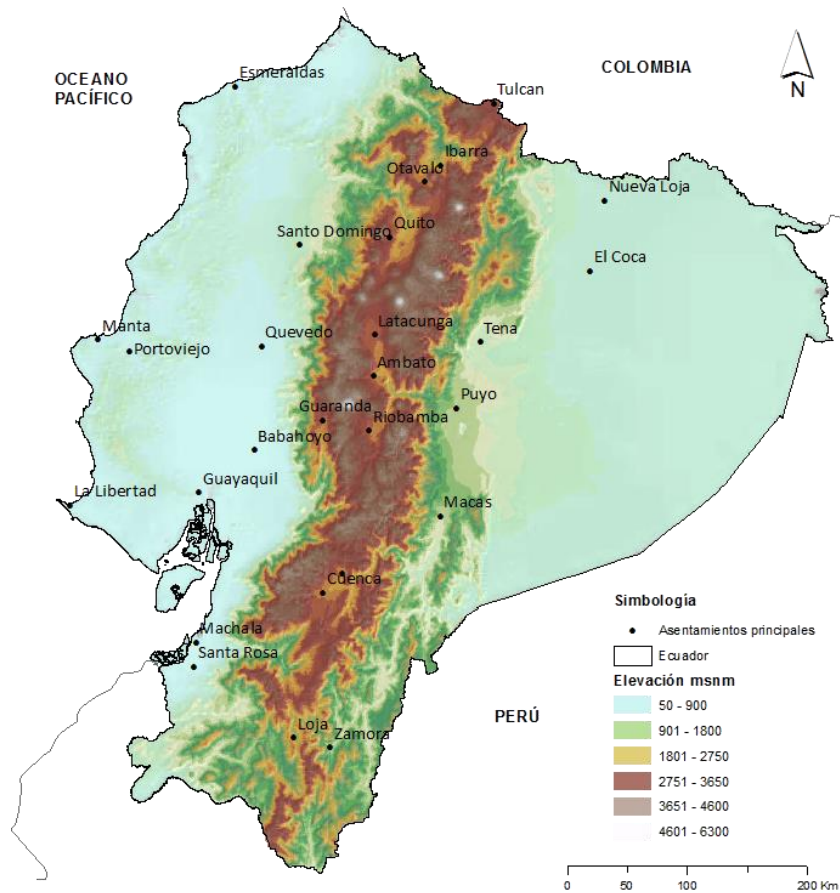 OCEANO
PACÍFICO
COLOMBIA
N
Esmeraldas
Tulcan
Ibarra
Otavalo
Nueva Loja
Quito
Santo Domingo
El Coca
Manta
Portoviejo
Quevedo
Latacunga
Tena
Ambato
Puyo
Guaranda
Riobamba
Babahoyo
La Libertad
Guayaquil
Macas
Cuenca
Machala
Santa Rosa
Loja
Zamora
PERÚ
Simbología
Asentamientos principales
Ecuador
Elevación msnm
50 - 900
901 - 1800
1801 - 2750
2751 - 3650
3651 - 4600
4601 - 6300
0 50 100 200 Km